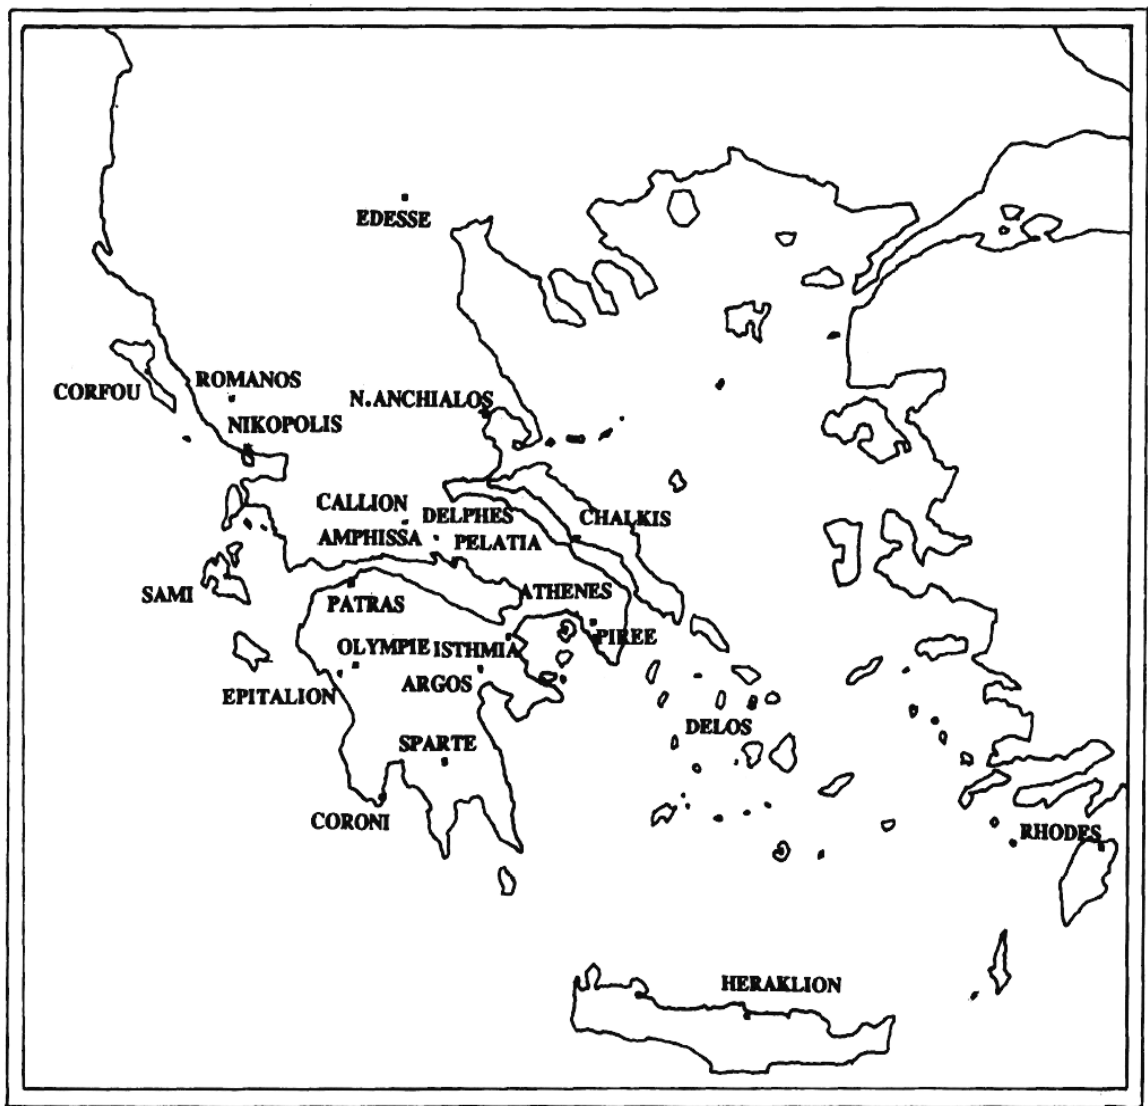 EDESSE
ROMANOS
CORFOU
N.ANCHIALOS
NIKOPOLIS
CALLION
DELPHES
CHALKIS
AMPHISSA
PELATIA
SAMI
PATRAS
ATHENES
PIREE
OLYMPIE
ISTHMIA
EPITALION
ARGOS
DELOS
SPARTE
CORONI
RHODES
HERAKLION